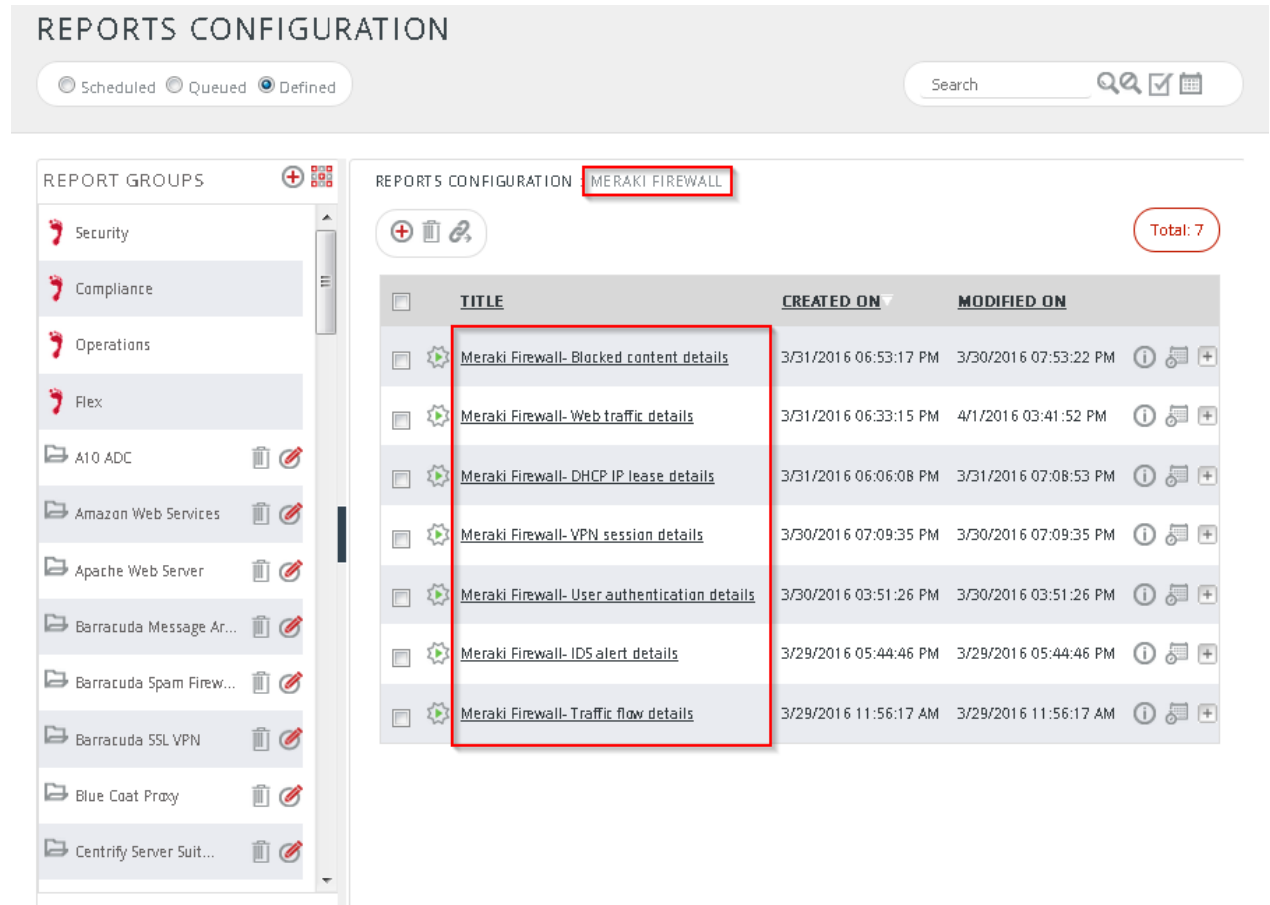 REPORTS CONFIGURATION
Scheduled Queued Defined
Search
REPORT GROUPS
Security
Compliance
Operations
Flex
A10 ADC
Amazon Web Services
Apache Web Server
Barracuda Message Ar...
Barracuda Spam Firew...
Barracuda SSL VPN
Blue Coat Proxy
Centrify Server Suit...
REPORTS CONFIGURATION : MERAKI FIREWALL
Total: 7
TITLE CREATED ON MODIFIED ON
Meraki Firewall- Blocked content details 3/31/2016 06:53:17 PM 3/30/2016 07:53:22 PM
Meraki Firewall- Web traffic details 3/31/2016 06:33:15 PM 4/1/2016 03:41:52 PM
Meraki Firewall- DHCP IP lease details 3/31/2016 06:06:08 PM 3/31/2016 07:08:53 PM
Meraki Firewall- VPN session details 3/30/2016 07:09:35 PM 3/30/2016 07:09:35 PM
Meraki Firewall- User authentication details 3/30/2016 03:51:26 PM 3/30/2016 03:51:26 PM
Meraki Firewall- IDS alert details 3/29/2016 05:44:46 PM 3/29/2016 05:44:46 PM
Meraki Firewall- Traffic flow details 3/29/2016 11:56:17 AM 3/29/2016 11:56:17 AM